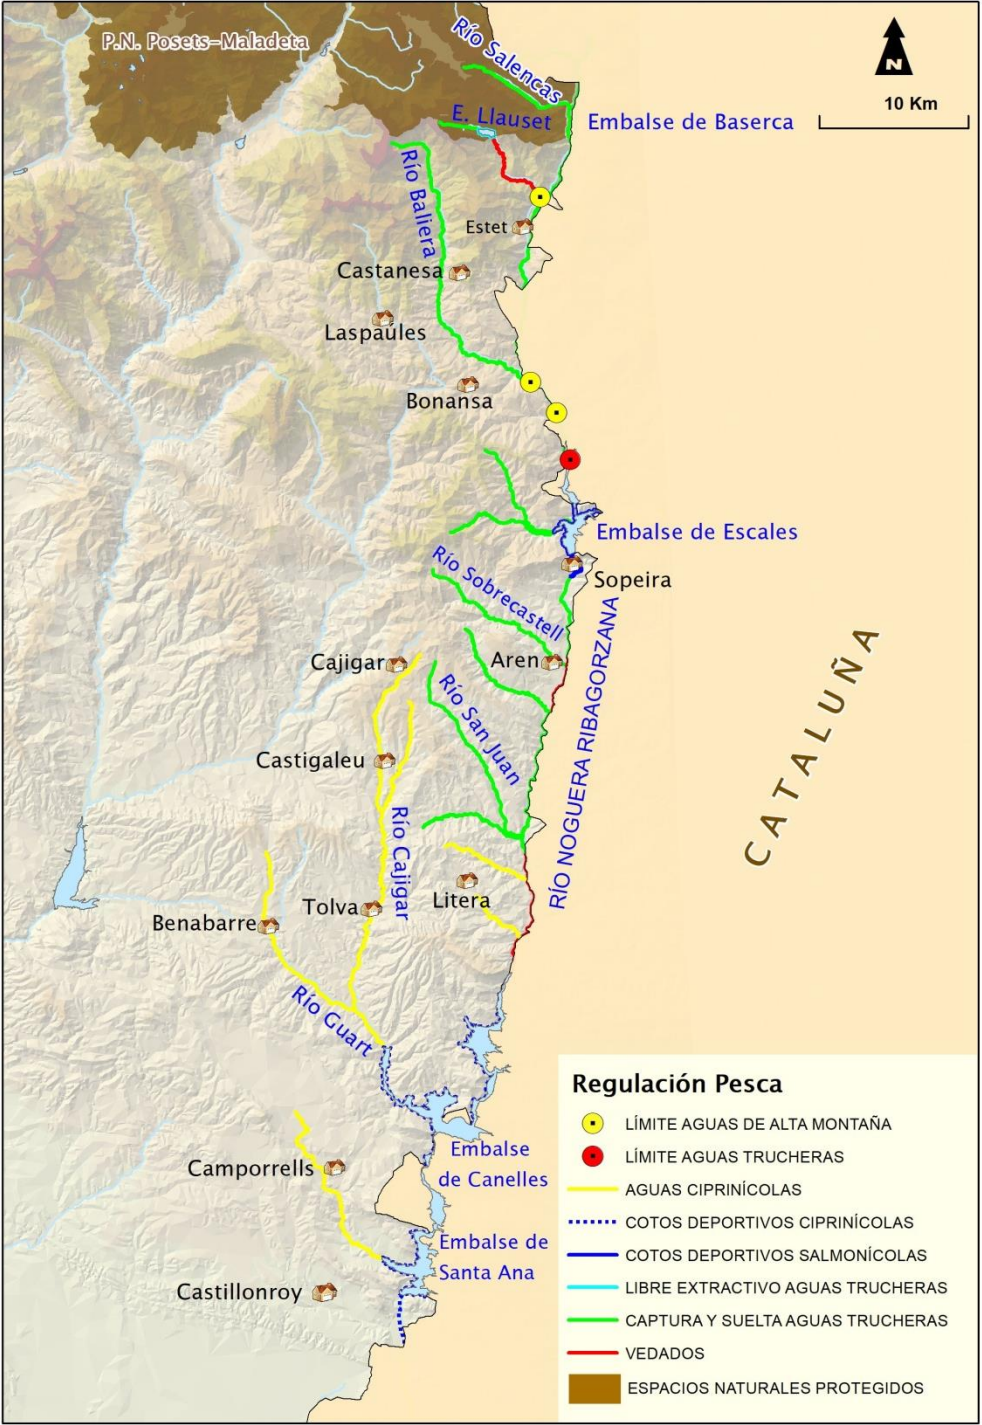 P.N. Posets-Maladeta
Río Salencas
N
10 Km
E. Llauset
Embalse de Baserca
Río Baliera
Estet
Castanesa
Laspaúles
Bonansa
Embalse de Escales
Río Sobrecastell
Sopeira
Aren
Cajigar
Río San Juan
RÍO NOGUERA RIBAGORZANA
CATALUÑA
Castigaleu
Río Cajigar
Litera
Tolva
Benabarre
Río Guart
Embalse
de Canelles
Camporrells
Embalse de
Santa Ana
Castillonroy
Regulación Pesca
LÍMITE AGUAS DE ALTA MONTAÑA
LÍMITE AGUAS TRUCHERAS
AGUAS CIPRINÍCOLAS
COTOS DEPORTIVOS CIPRINÍCOLAS
COTOS DEPORTIVOS SALMONÍCOLAS
LIBRE EXTRACTIVO AGUAS TRUCHERAS
CAPTURA Y SUELTA AGUAS TRUCHERAS
VEDADOS
ESPACIOS NATURALES PROTEGIDOS